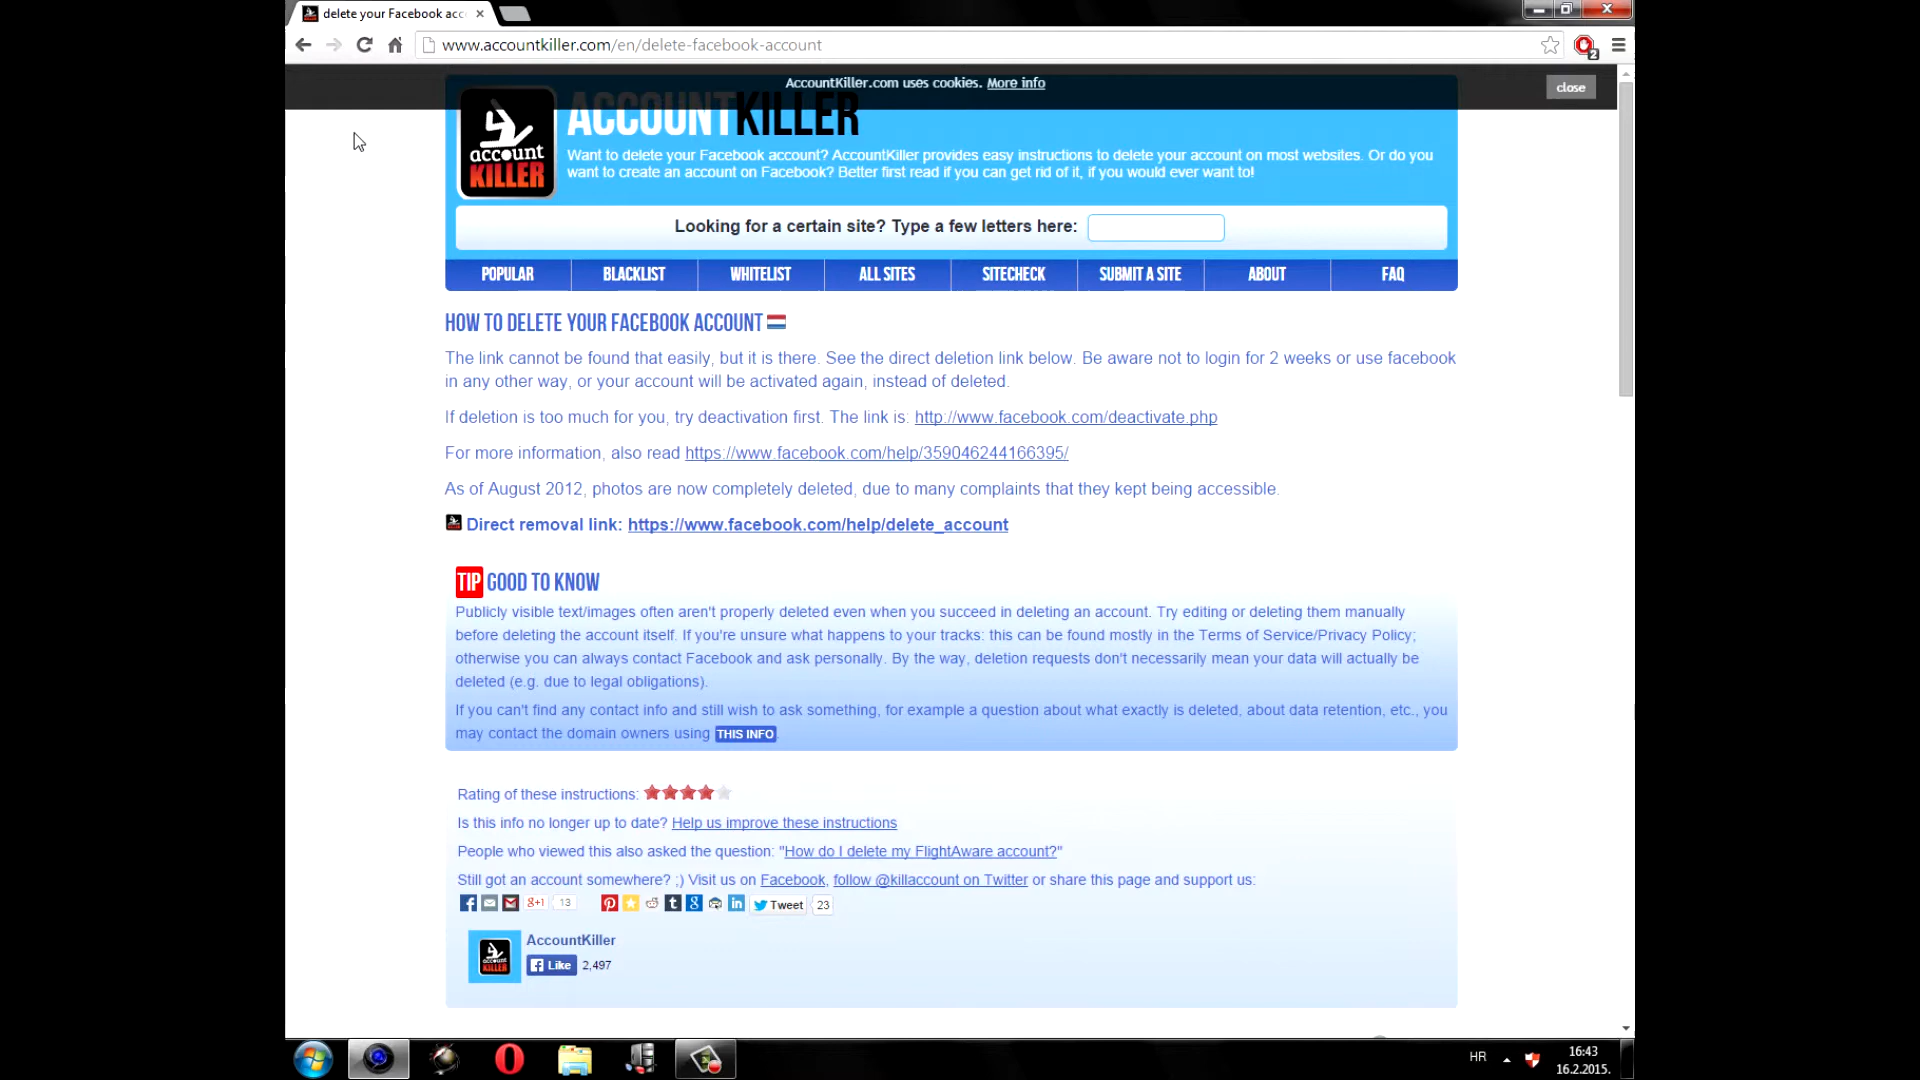 delete your Facebook acc
www.accountkiller.com/en/delete-facebook-account
2
AccountKiller.com uses cookies. More info
close
account
KILLER
ACCOUNTKILLER
Want to delete your Facebook account? AccountKiller provides easy instructions to delete your account on most websites. Or do you
want to create an account on Facebook? Better first read if you can get rid of it, if you would ever want to!
Looking for a certain site? Type a few letters here:
POPULAR BLACKLIST WHITELIST ALL SITES SITECHECK SUBMIT A SITE ABOUT FAQ
HOW TO DELETE YOUR FACEBOOK ACCOUNT
The link cannot be found that easily, but it is there. See the direct deletion link below. Be aware not to login for 2 weeks or use facebook
in any other way, or your account will be activated again, instead of deleted.
If deletion is too much for you, try deactivation first. The link is: http://www.facebook.com/deactivate.php
For more information, also read https://www.facebook.com/help/359046244166395/
As of August 2012, photos are now completely deleted, due to many complaints that they kept being accessible.
Direct removal link: https://www.facebook.com/help/delete_account
TIP GOOD TO KNOW
Publicly visible text/images often aren't properly deleted even when you succeed in deleting an account. Try editing or deleting them manually
before deleting the account itself. If you're unsure what happens to your tracks: this can be found mostly in the Terms of Service/Privacy Policy;
otherwise you can always contact Facebook and ask personally. By the way, deletion requests don't necessarily mean your data will actually be
deleted (e.g. due to legal obligations).
If you can't find any contact info and still wish to ask something, for example a question about what exactly is deleted, about data retention, etc., you
may contact the domain owners using THIS INFO
Rating of these instructions:
Is this info no longer up to date? Help us improve these instructions
People who viewed this also asked the question: "How do I delete my FlightAware account?"
Still got an account somewhere? ;) Visit us on Facebook, follow @killaccount on Twitter or share this page and support us:
g+1 13 Tweet 23
account
KILLER
AccountKiller
Like 2,497
HR 16:43
16.2.2015.